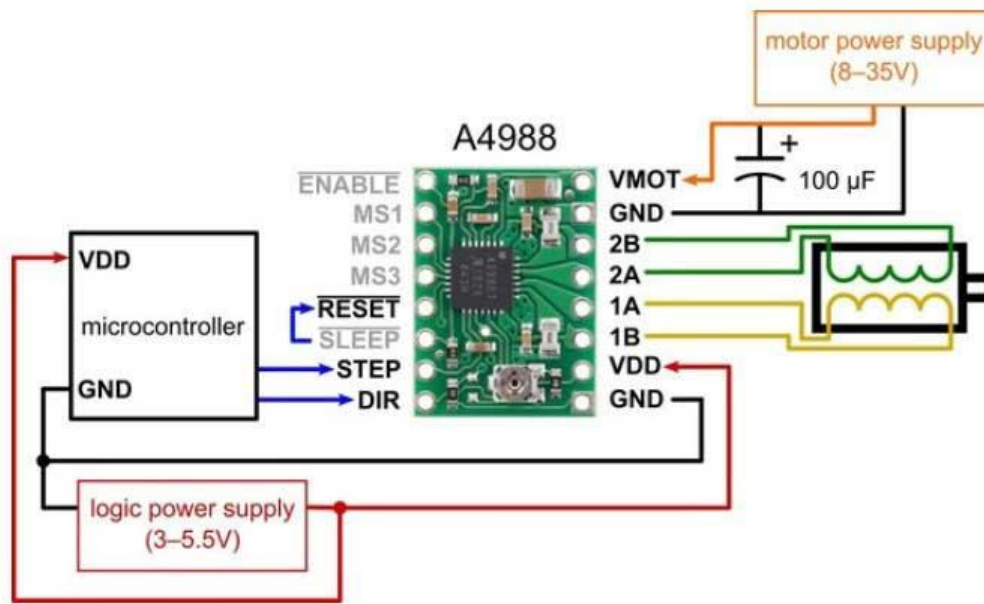 motor power supply
(8–35V)
A4988
ENABLE
MS1
MS2
MS3
RESET
SLEEP
STEP
DIR
VMOT
GND
2B
2A
1A
1B
VDD
GND
+
100 µF
VDD
microcontroller
GND
logic power supply
(3–5.5V)